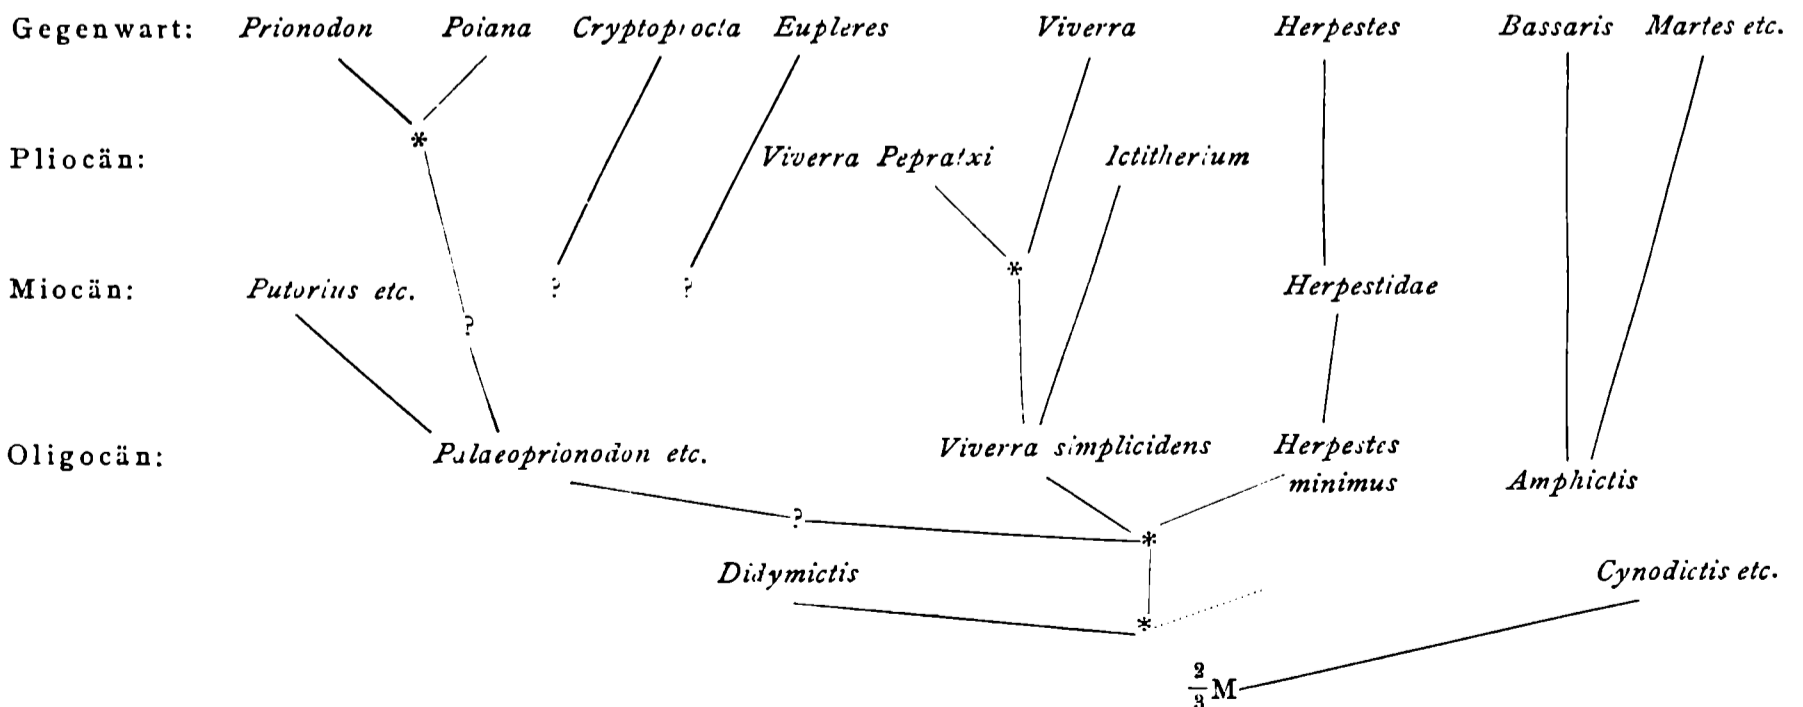 Gegenwart: Prionodon Poiana Cryptoprocta Eupleres Viverra Herpestes Bassaris Martes etc.
*
Pliocän: Viverra Pepratxi Ictitherium
*
Miocän: Putorius etc. ? ? Herpestidae
?
Oligocän: Palaeoprionodon etc. Viverra simplicidens Herpestes
minimus Amphictis
? *
Didymictis Cynodictis etc.
*
2/3 M